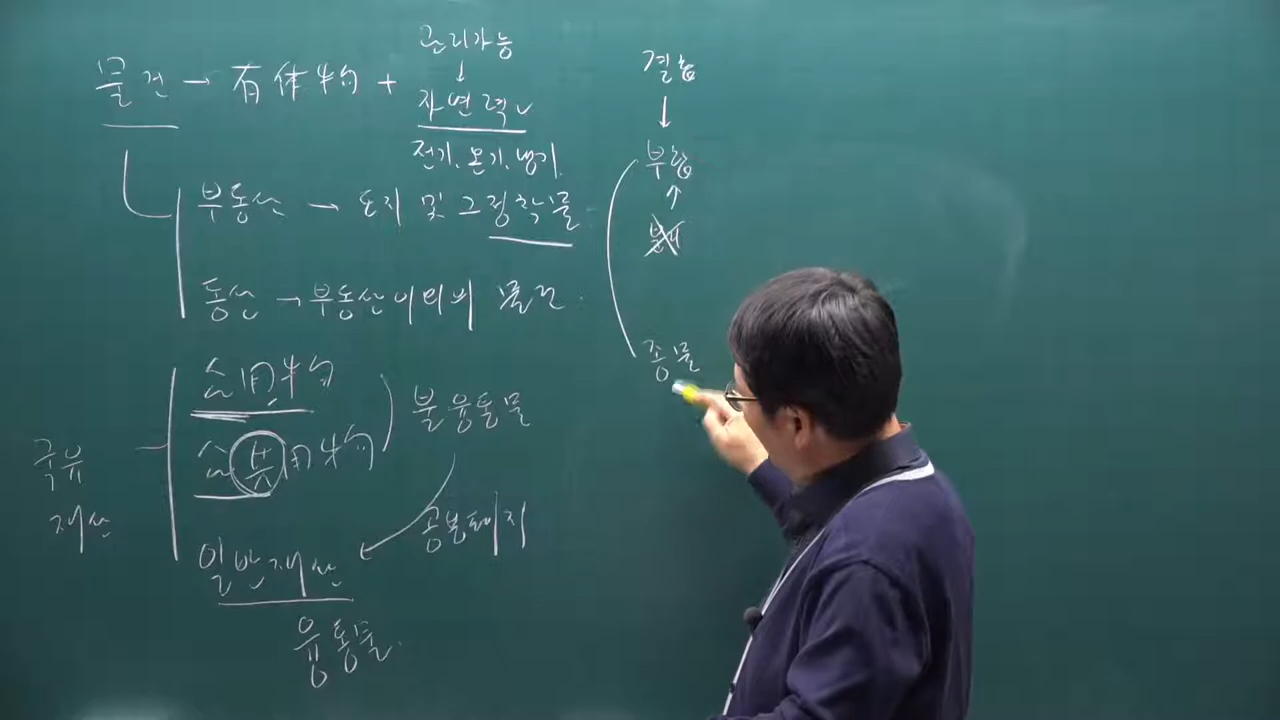 관리가능
↓
물건 → 有体物 + 자연력
전기, 온기, 냉기
부동산 → 토지 및 그 정착물
동산 → 부동산 이외의 물건
국유
재산
公用物
公共用物
불융통물
공봉폐지
일반재산
융통물
결합
↓
부합
↑
분리
종물